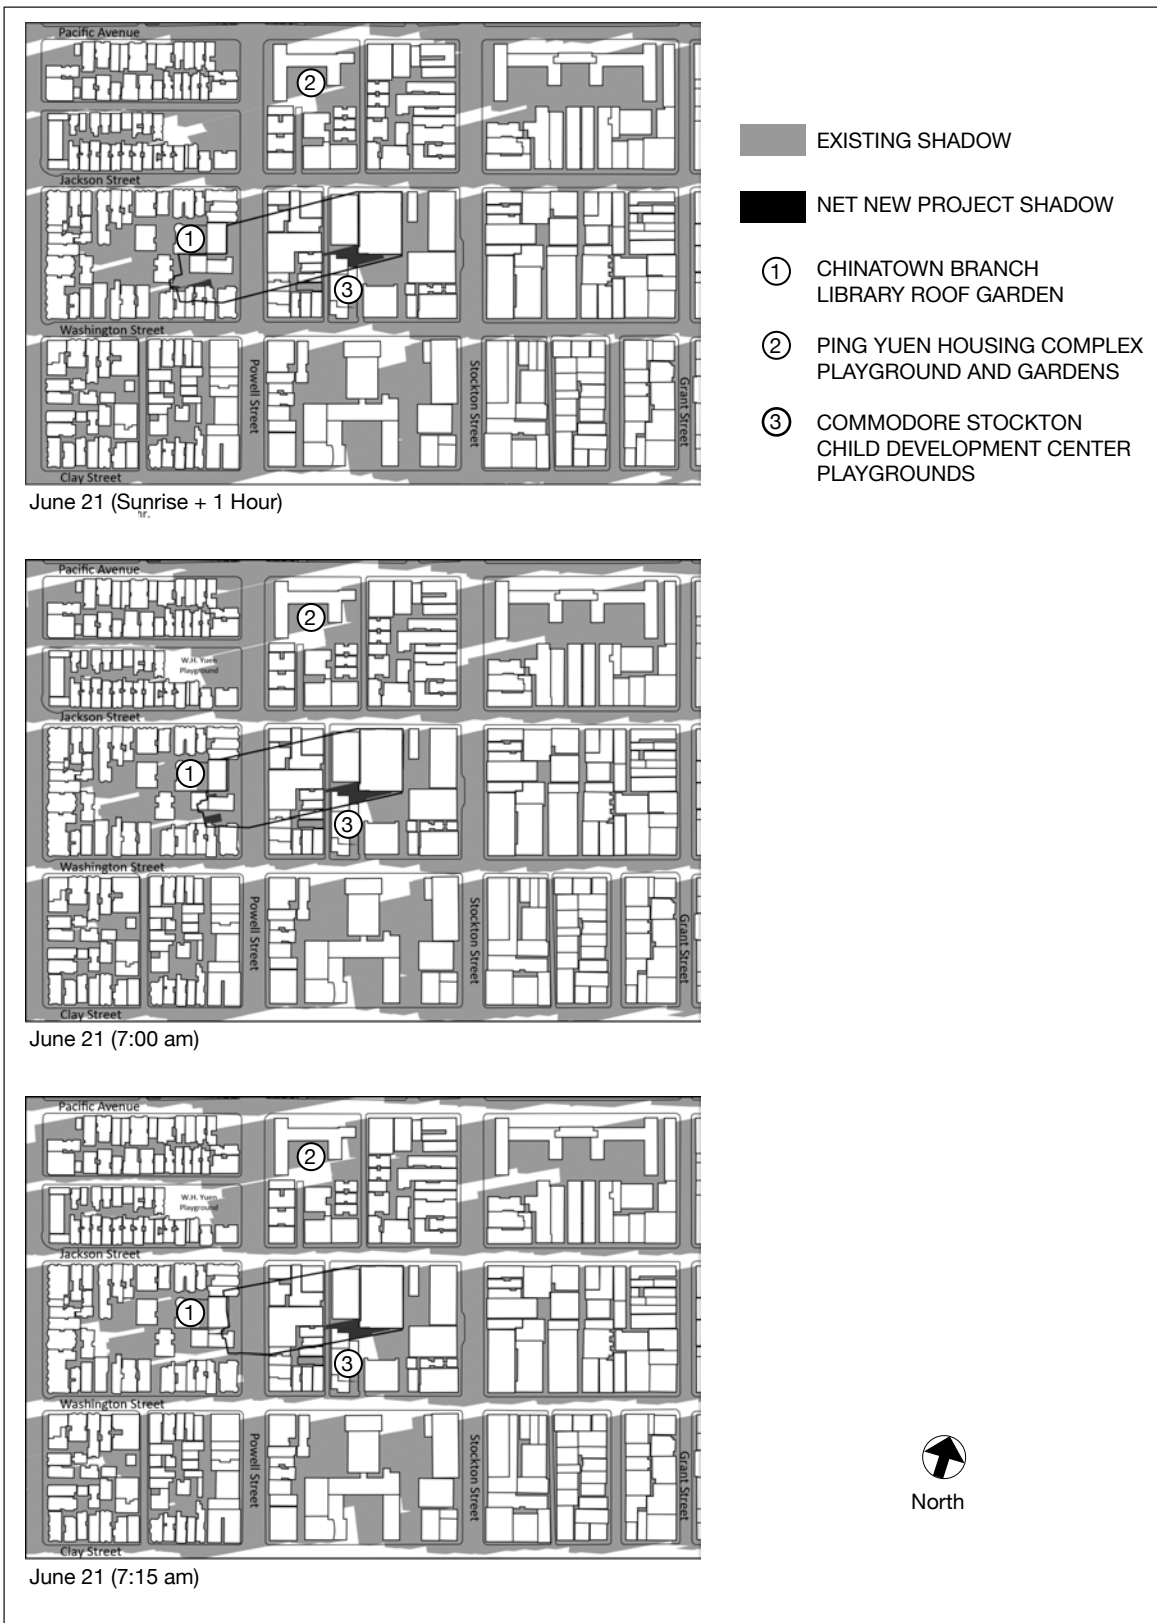 Pacific Avenue
2
Jackson Street
1
3
Washington Street
Powell Street
Stockton Street
Grant Street
Clay Street
June 21 (Sunrise + 1 Hour)
hr.
EXISTING SHADOW
NET NEW PROJECT SHADOW
1 CHINATOWN BRANCH
LIBRARY ROOF GARDEN
2 PING YUEN HOUSING COMPLEX
PLAYGROUND AND GARDENS
3 COMMODORE STOCKTON
CHILD DEVELOPMENT CENTER
PLAYGROUNDS
Pacific Avenue
2
W.H. Yuen
Playground
Jackson Street
1
3
Washington Street
Powell Street
Stockton Street
Grant Street
Clay Street
June 21 (7:00 am)
Pacific Avenue
2
W.H. Yuen
Playground
Jackson Street
1
3
Washington Street
Powell Street
Stockton Street
Grant Street
Clay Street
June 21 (7:15 am)
North